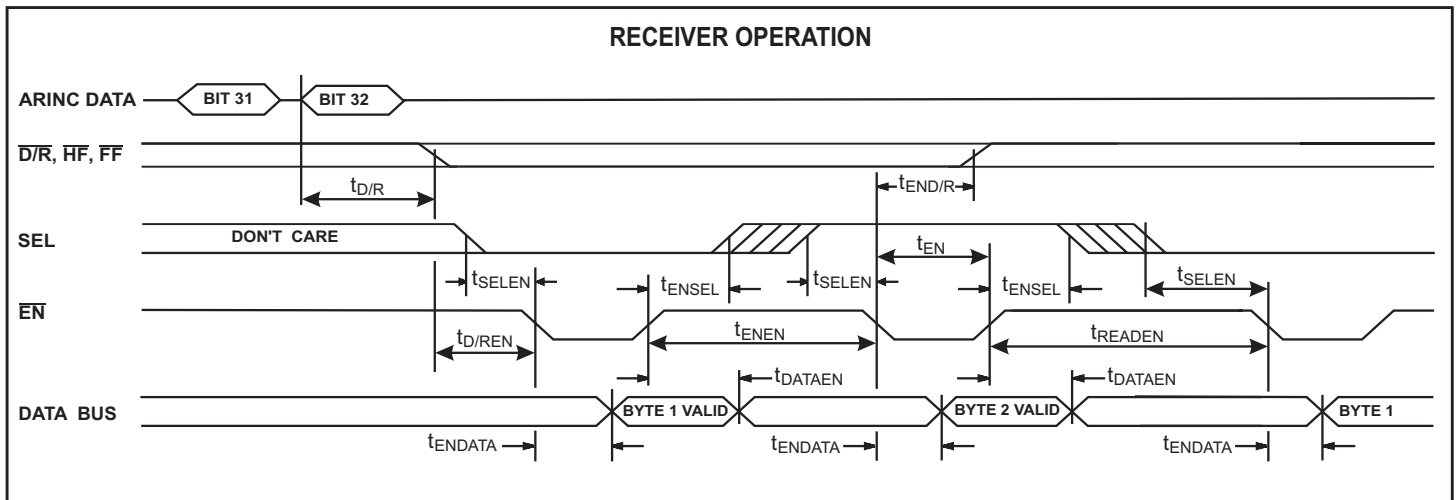 RECEIVER OPERATION
ARINC DATA BIT 31 BIT 32
D/R, HF, FF
tD/R tEND/R
SEL DON'T CARE
tEN
tSELEN tENSEL tSELEN tENSEL tSELEN
EN
tD/REN tENEN tREADEN
tDATAEN tDATAEN
DATA BUS BYTE 1 VALID BYTE 2 VALID BYTE 1
tENDATA tENDATA tENDATA